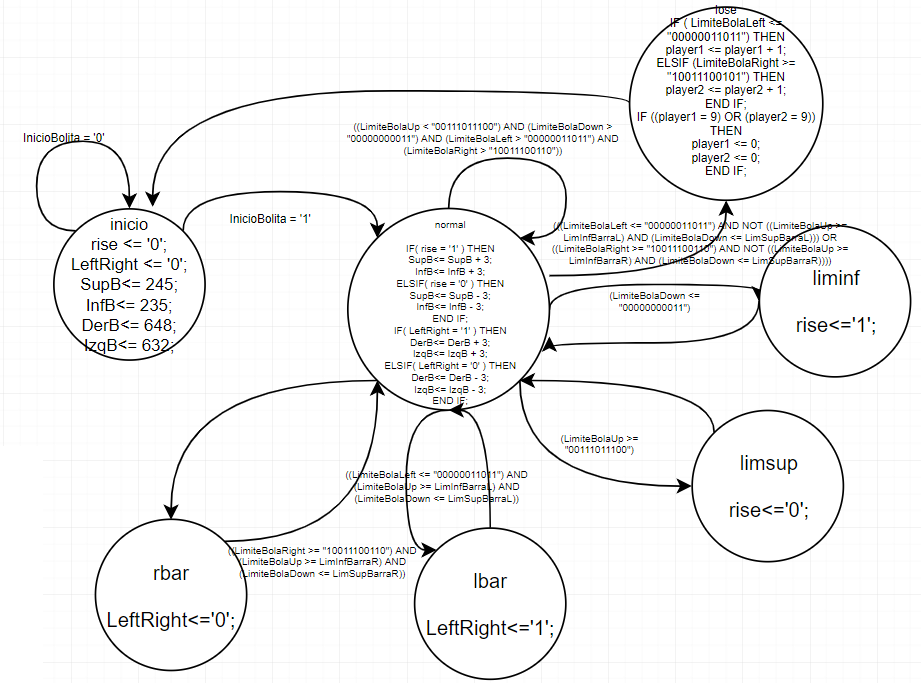 lose
IF ( LimiteBolaLeft <=
"00000011011") THEN
player1 <= player1 + 1;
ELSIF (LimiteBolaRight >=
"10011100101") THEN
player2 <= player2 + 1;
END IF;
IF ((player1 = 9) OR (player2 = 9))
THEN
player1 <= 0;
player2 <= 0;
END IF;
InicioBolita = '0'
((LimiteBolaUp < "00111011100") AND (LimiteBolaDown >
"00000000011") AND (LimiteBolaLeft > "00000011011") AND
(LimiteBolaRight > "10011100110"))
inicio
rise <= '0';
LeftRight <= '0';
SupB<= 245;
InfB<= 235;
DerB<= 648;
IzqB<= 632;
InicioBolita = '1'
normal
IF( rise = '1' ) THEN
SupB<= SupB + 3;
InfB<= InfB + 3;
ELSIF( rise = '0' ) THEN
SupB<= SupB - 3;
InfB<= InfB - 3;
END IF;
IF( LeftRight = '1' ) THEN
DerB<= DerB + 3;
IzqB<= IzqB + 3;
ELSIF( LeftRight = '0' ) THEN
DerB<= DerB - 3;
IzqB<= IzqB - 3;
END IF;
(((LimiteBolaLeft <= "00000011011") AND NOT ((LimiteBolaUp >=
LimInfBarraL) AND (LimiteBolaDown <= LimSupBarraL))) OR
((LimiteBolaRight >= "10011100110") AND NOT ((LimiteBolaUp >=
LimInfBarraR) AND (LimiteBolaDown <= LimSupBarraR))))
liminf
rise<='1';
(LimiteBolaDown <=
"00000000011")
(LimiteBolaUp >=
"00111011100")
limsup
rise<='0';
((LimiteBolaLeft <= "00000011011") AND
(LimiteBolaUp >= LimInfBarraL) AND
(LimiteBolaDown <= LimSupBarraL))
((LimiteBolaRight >= "10011100110") AND
(LimiteBolaUp >= LimInfBarraR) AND
(LimiteBolaDown <= LimSupBarraR))
rbar
LeftRight<='0';
lbar
LeftRight<='1';